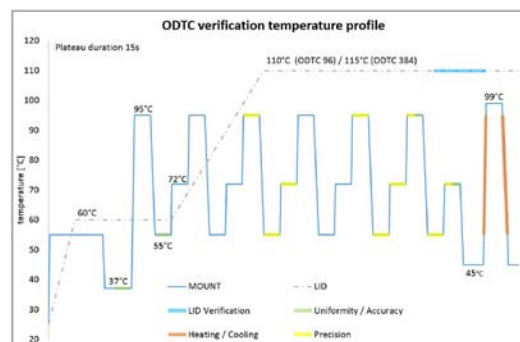 ODTC verification temperature profile
Plateau duration 15s
110°C (ODTC 96) / 115°C (ODTC 384)
120
110
100
90
80
70
60
50
40
30
20
temperature [°C]
95°C
99°C
72°C
60°C
55°C
37°C
45°C
MOUNT
LID
LID Verification
Uniformity / Accuracy
Heating / Cooling
Precision